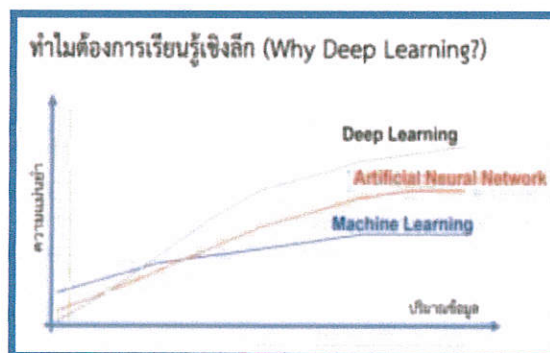 ทำไมต้องการเรียนรู้เชิงลึก (Why Deep Learning?)
Deep Learning
Artificial Neural Network
Machine Learning
ความแม่นยำ
ปริมาณข้อมูล